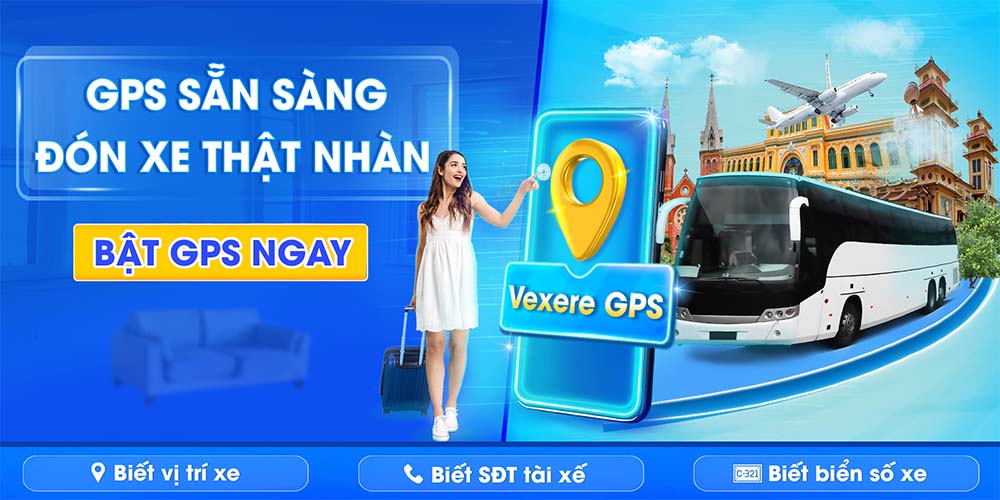 GPS SẴN SÀNG
ĐÓN XE THẬT NHÀN
BẬT GPS NGAY
Vexere GPS
Biết vị trí xe
Biết SĐT tài xế
C-321
Biết biển số xe